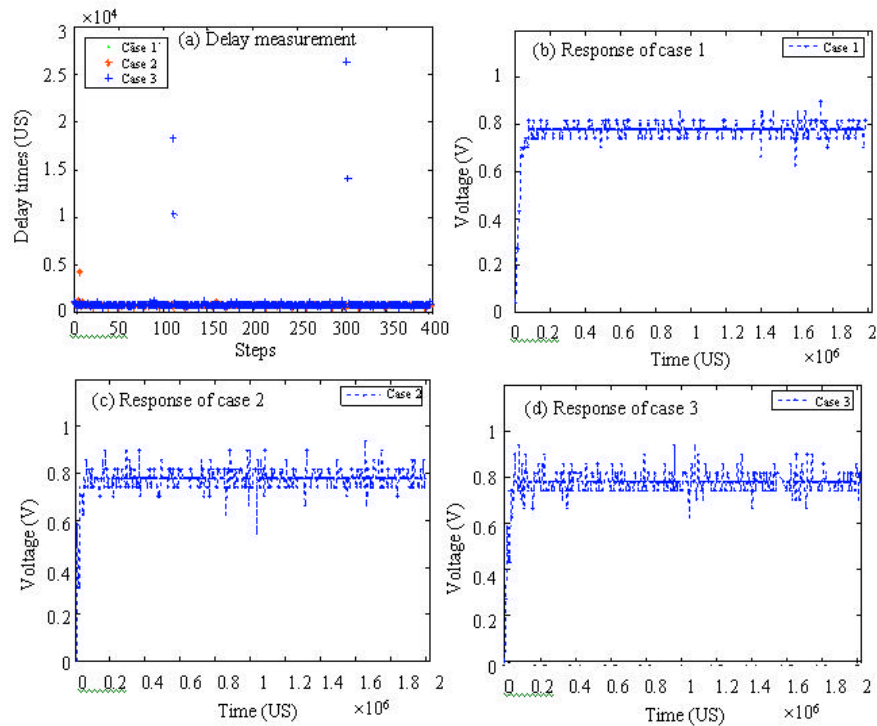 ×10⁴
(a) Delay measurement
3
2.5
2
1.5
1
0.5
0
Case 1
Case 2
Case 3
Delay times (US)
0 50 100 150 200 250 300 350 400
Steps
(b) Response of case 1
Case 1
1
0.8
0.6
0.4
0.2
0
Voltage (V)
0 0.2 0.4 0.6 0.8 1 1.2 1.4 1.6 1.8 2
Time (US)
×10⁶
(c) Response of case 2
Case 2
1
0.8
0.6
0.4
0.2
0
Voltage (V)
0 0.2 0.4 0.6 0.8 1 1.2 1.4 1.6 1.8 2
Time (US)
×10⁶
(d) Response of case 3
Case 3
1
0.8
0.6
0.4
0.2
0
Voltage (V)
0 0.2 0.4 0.6 0.8 1 1.2 1.4 1.6 1.8 2
Time (US)
×10⁶